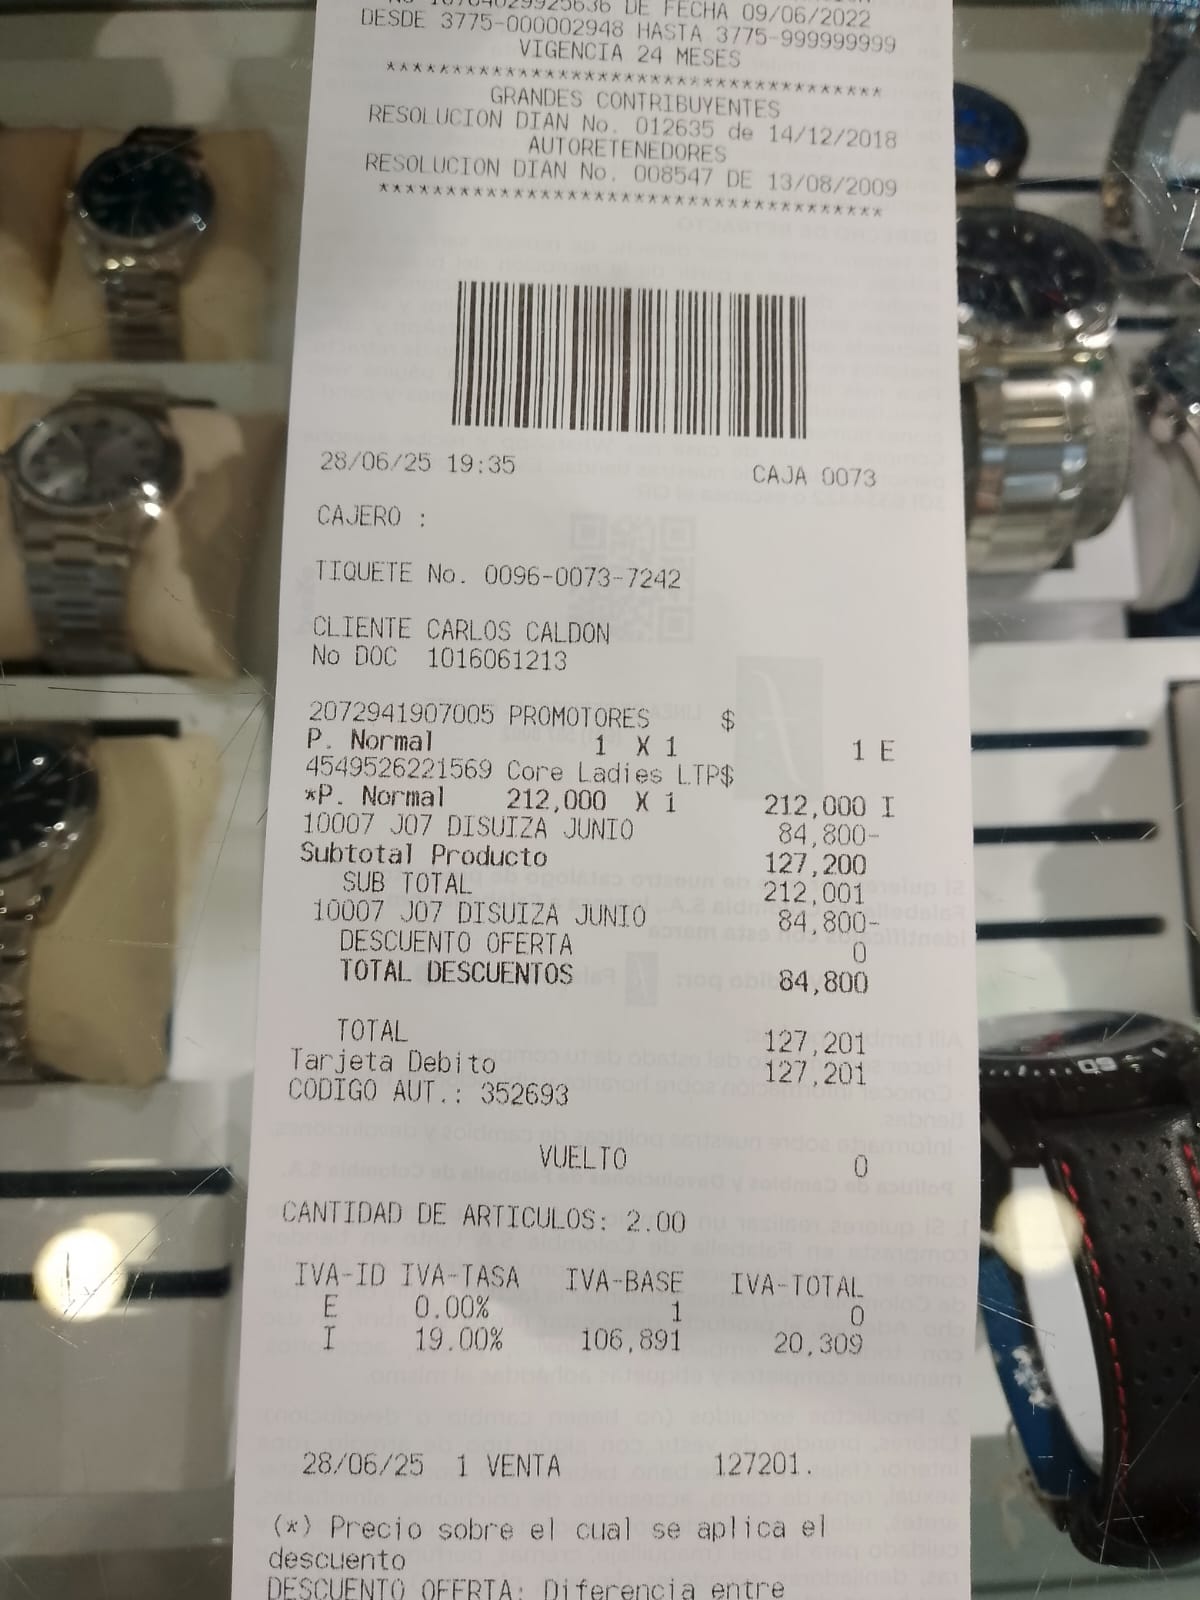 No 18764029925636 DE FECHA 09/06/2022
DESDE 3775-000002948 HASTA 3775-999999999
VIGENCIA 24 MESES
****************************************
GRANDES CONTRIBUYENTES
RESOLUCION DIAN No. 012635 de 14/12/2018
AUTORETENEDORES
RESOLUCION DIAN No. 008547 DE 13/08/2009
****************************************
28/06/25 19:35 CAJA 0073
CAJERO :
TIQUETE No. 0096-0073-7242
CLIENTE CARLOS CALDON
No DOC 1016061213
2072941907005 PROMOTORES $
P. Normal 1 X 1 1 E
4549526221569 Core Ladies LTP$
*P. Normal 212,000 X 1 212,000 I
10007 J07 DISUIZA JUNIO 84,800-
Subtotal Producto 127,200
SUB TOTAL 212,001
10007 J07 DISUIZA JUNIO 84,800-
DESCUENTO OFERTA 0
TOTAL DESCUENTOS 84,800
TOTAL 127,201
Tarjeta Debito 127,201
CODIGO AUT.: 352693
VUELTO 0
CANTIDAD DE ARTICULOS: 2.00
IVA-ID IVA-TASA IVA-BASE IVA-TOTAL
E 0.00% 1 0
I 19.00% 106,891 20,309
28/06/25 1 VENTA 127201.
(*) Precio sobre el cual se aplica el
descuento
DESCUENTO OFERTA: Diferencia entre